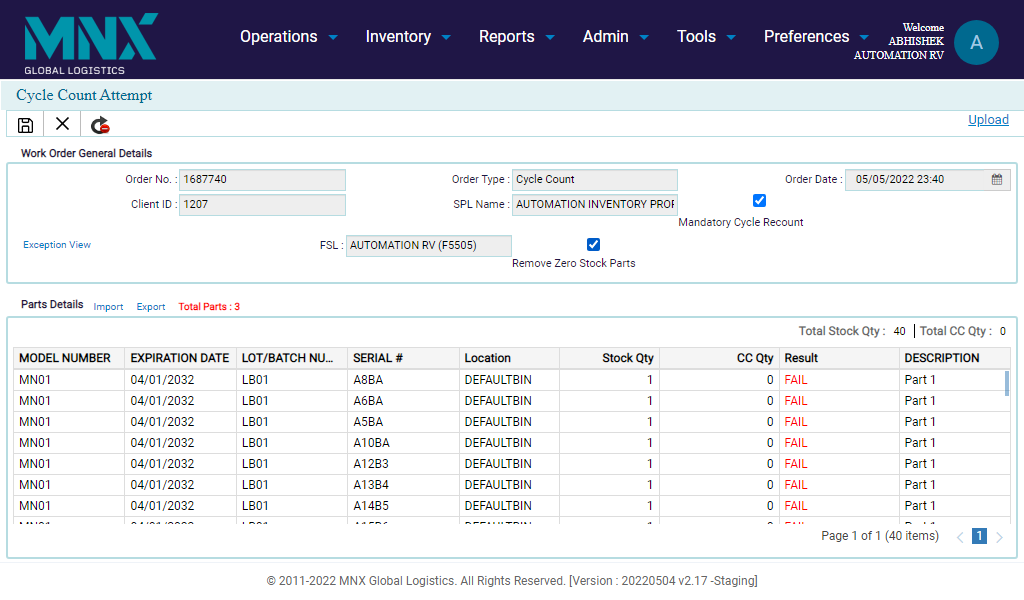 MNX
GLOBAL LOGISTICS
Operations Inventory Reports Admin Tools Preferences
Welcome
ABHISHEK
AUTOMATION RV
A
Cycle Count Attempt
Upload
Work Order General Details
Order No. : 1687740 Order Type : Cycle Count Order Date : 05/05/2022 23:40
Client ID : 1207 SPL Name : AUTOMATION INVENTORY PROF
Mandatory Cycle Recount
Exception View FSL : AUTOMATION RV (F5505)
Remove Zero Stock Parts
Parts Details Import Export Total Parts : 3
Total Stock Qty : 40 Total CC Qty : 0
MODEL NUMBER EXPIRATION DATE LOT/BATCH NU... SERIAL # Location Stock Qty CC Qty Result DESCRIPTION
MN01 04/01/2032 LB01 A8BA DEFAULTBIN 1 0 FAIL Part 1
MN01 04/01/2032 LB01 A6BA DEFAULTBIN 1 0 FAIL Part 1
MN01 04/01/2032 LB01 A5BA DEFAULTBIN 1 0 FAIL Part 1
MN01 04/01/2032 LB01 A10BA DEFAULTBIN 1 0 FAIL Part 1
MN01 04/01/2032 LB01 A12B3 DEFAULTBIN 1 0 FAIL Part 1
MN01 04/01/2032 LB01 A13B4 DEFAULTBIN 1 0 FAIL Part 1
MN01 04/01/2032 LB01 A14B5 DEFAULTBIN 1 0 FAIL Part 1
Page 1 of 1 (40 items) 1
© 2011-2022 MNX Global Logistics. All Rights Reserved. [Version : 20220504 v2.17 -Staging]